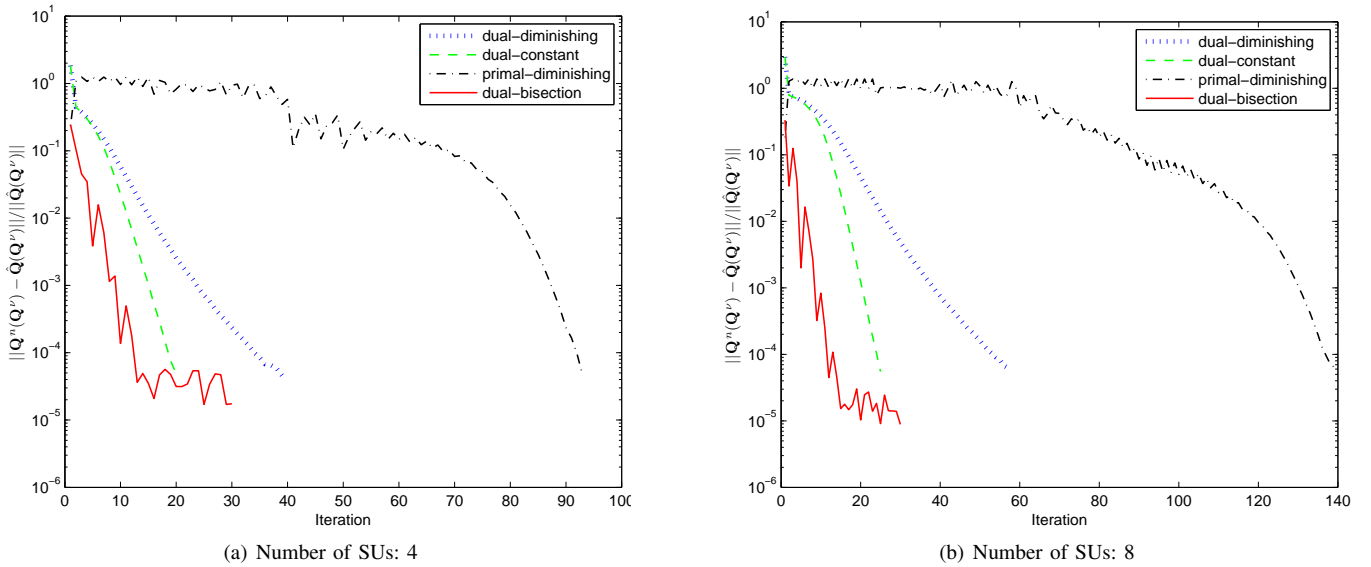 10^1
10^0
10^{-1}
10^{-2}
10^{-3}
10^{-4}
10^{-5}
10^{-6}
||Q^n(Q^ν) − Q̂(Q^ν)||/||Q̂(Q^ν)||
dual−diminishing
dual−constant
primal−diminishing
dual−bisection
0 10 20 30 40 50 60 70 80 90 100
Iteration
(a) Number of SUs: 4
10^1
10^0
10^{-1}
10^{-2}
10^{-3}
10^{-4}
10^{-5}
10^{-6}
||Q^n(Q^ν) − Q̂(Q^ν)||/||Q̂(Q^ν)||
dual−diminishing
dual−constant
primal−diminishing
dual−bisection
0 20 40 60 80 100 120 140
Iteration
(b) Number of SUs: 8